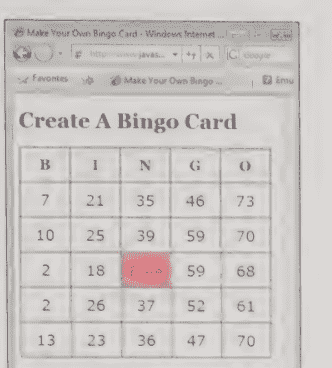 Make Your Own Bingo Card - Windows Internet ...
Favorites Make Your Own Bingo ...
Create A Bingo Card
B I N G O
7 21 35 46 73
10 25 39 59 70
2 18 59 68
2 26 37 52 61
13 23 36 47 70